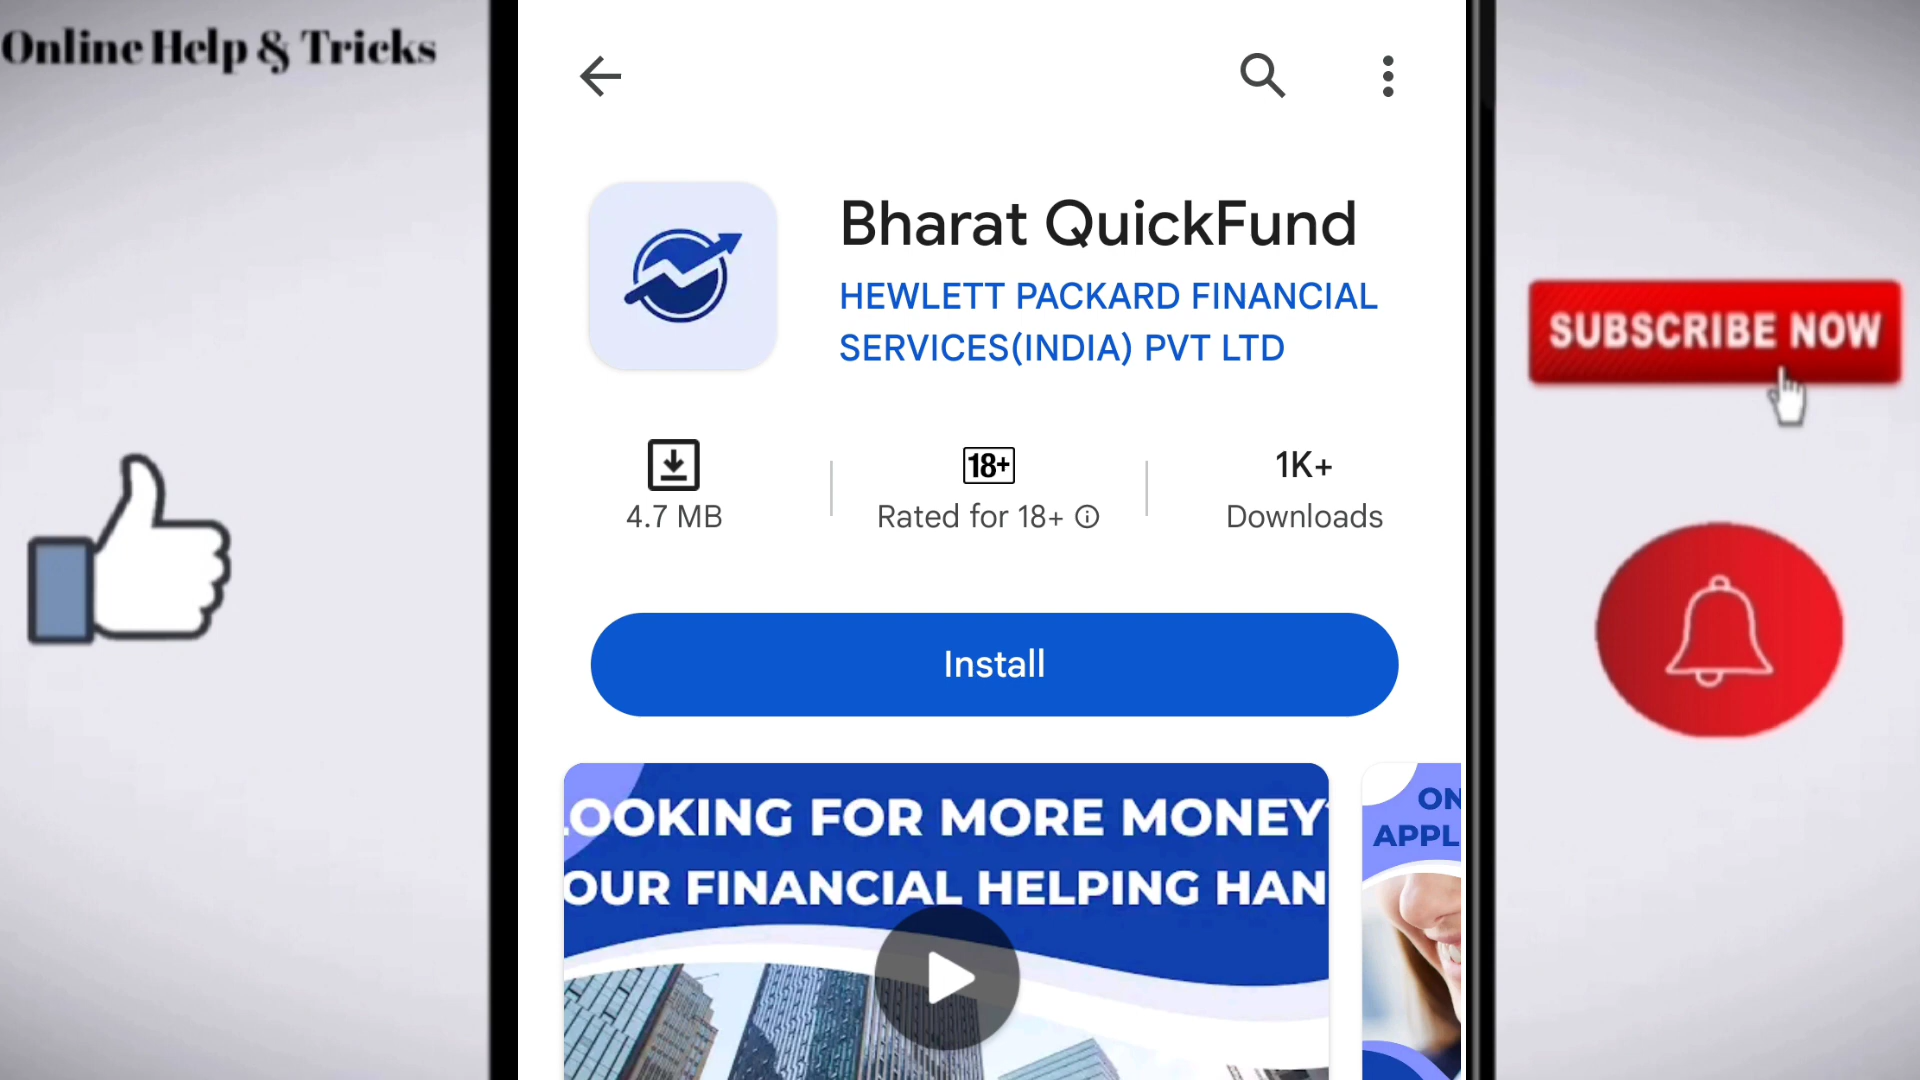 Online Help & Tricks
Bharat QuickFund
HEWLETT PACKARD FINANCIAL
SERVICES(INDIA) PVT LTD
4.7 MB
18+
Rated for 18+
1K+
Downloads
Install
LOOKING FOR MORE MONEY?
OUR FINANCIAL HELPING HAN
ON
APPL
SUBSCRIBE NOW